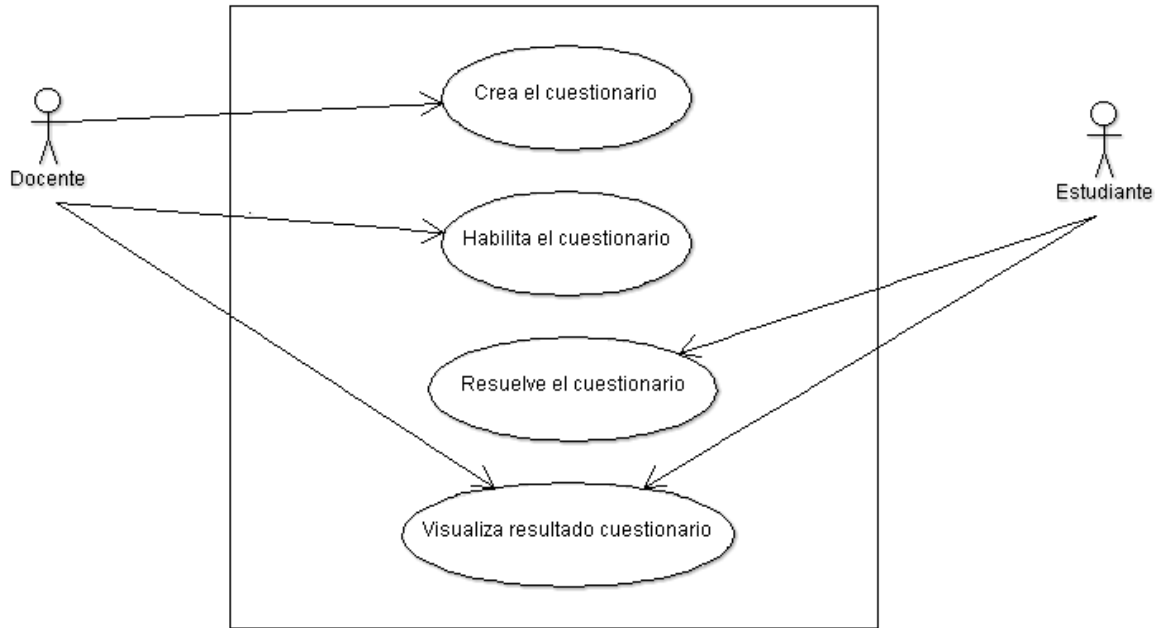 Crea el cuestionario
Docente
Estudiante
Habilita el cuestionario
Resuelve el cuestionario
Visualiza resultado cuestionario